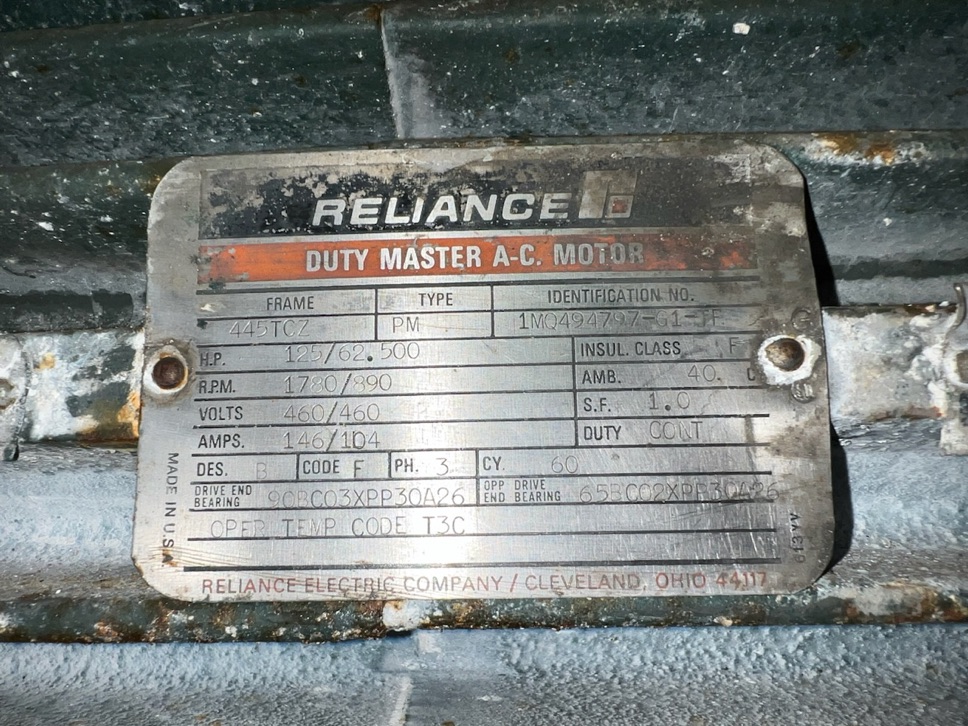 RELIANCE
DUTY MASTER A-C. MOTOR
FRAME TYPE IDENTIFICATION NO.
445TCZ PM 1MQ494797-G1-
H.P. 125/62.500 INSUL. CLASS F
R.P.M. 1780/890 AMB. 40. C
VOLTS 460/460 S.F. 1.0
AMPS. 146/104 DUTY CONT
DES. B CODE F PH. 3 CY. 60
DRIVE END BEARING 90BC03XPP30A26 OPP DRIVE END BEARING 65BC02XPP30A26
OPER TEMP CODE T3C
RELIANCE ELECTRIC COMPANY / CLEVELAND, OHIO 44117
MADE IN U.S.A.